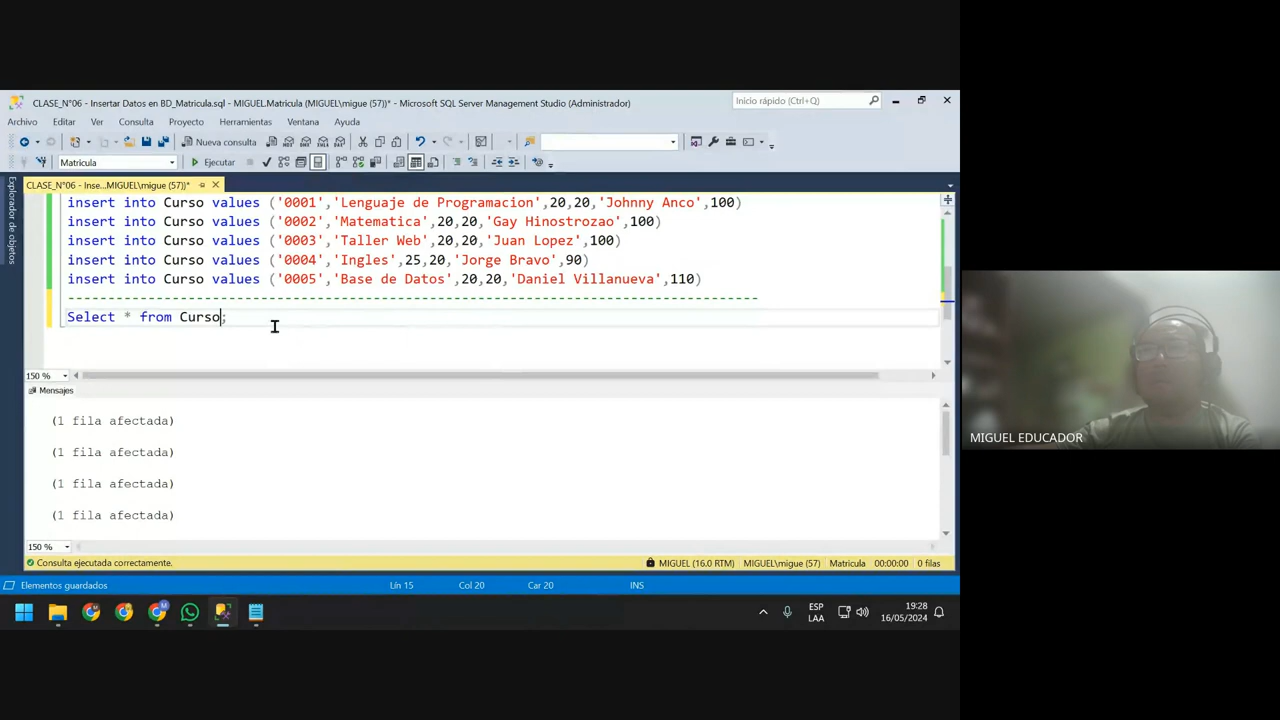 CLASE_N°06 - Insertar Datos en BD_Matricula.sql - MIGUEL.Matricula (MIGUEL\migue (57))* - Microsoft SQL Server Management Studio (Administrador)
Inicio rápido (Ctrl+Q)
Archivo Editar Ver Consulta Proyecto Herramientas Ventana Ayuda
Nueva consulta
Matricula Ejecutar
CLASE_N°06 - Inse...MIGUEL\migue (57))*
Explorador de objetos
insert into Curso values ('0001','Lenguaje de Programacion',20,20,'Johnny Anco',100)
insert into Curso values ('0002','Matematica',20,20,'Gay Hinostrozao',100)
insert into Curso values ('0003','Taller Web',20,20,'Juan Lopez',100)
insert into Curso values ('0004','Ingles',25,20,'Jorge Bravo',90)
insert into Curso values ('0005','Base de Datos',20,20,'Daniel Villanueva',110)
--------------------------------------------------------------------------------------
Select * from Curso;
150 %
Mensajes
(1 fila afectada)
(1 fila afectada)
(1 fila afectada)
(1 fila afectada)
150 %
Consulta ejecutada correctamente. MIGUEL (16.0 RTM) MIGUEL\migue (57) Matricula 00:00:00 0 filas
Elementos guardados Lín 15 Col 20 Car 20 INS
ESP
LAA
19:28
16/05/2024
MIGUEL EDUCADOR